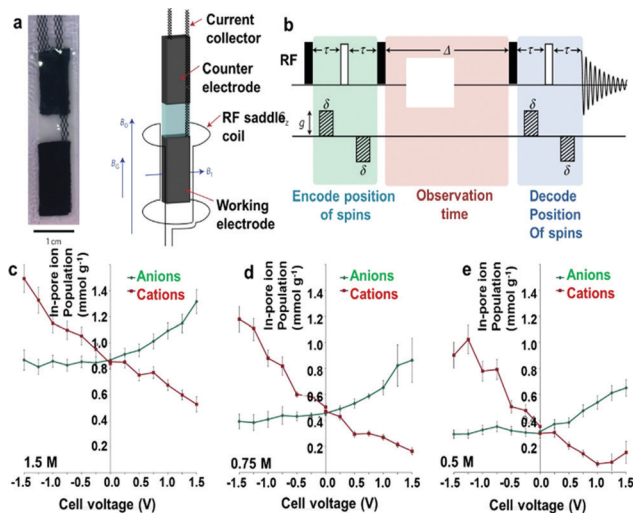 a
Current
collector
Counter
electrode
RF saddle
coil
Working
electrode
B0
BG
B1
1 cm
b
RF
τ
τ
Δ
τ
τ
g
δ
δ
δ
δ
Encode position
of spins
Observation
time
Decode
Position
Of spins
c
In-pore ion
Population
(mmol g⁻¹)
Anions
Cations
1.4
1.2
1.0
0.8
0.6
0.4
0.2
1.5 M
-1.5 -1.0 -0.5 0.0 0.5 1.0 1.5
Cell voltage (V)
d
In-pore ion
Population
(mmol g⁻¹)
Anions
Cations
1.4
1.2
1.0
0.8
0.6
0.4
0.2
0.75 M
-1.5 -1.0 -0.5 0.0 0.5 1.0 1.5
Cell voltage (V)
e
In-pore ion
Population
(mmol g⁻¹)
Anions
Cations
1.4
1.2
1.0
0.8
0.6
0.4
0.2
0.5 M
-1.5 -1.0 -0.5 0.0 0.5 1.0 1.5
Cell voltage (V)